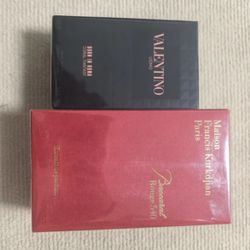 VALENTINO
UOMO
BORN IN ROMA
Maison
Francis Kurkdjian
Paris
Baccarat
Rouge 540